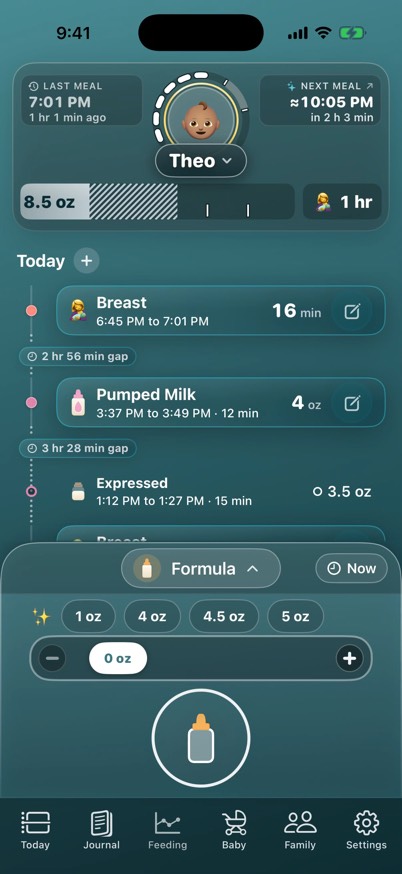 9:41
LAST MEAL
7:01 PM
1 hr 1 min ago
NEXT MEAL
≈10:05 PM
in 2 h 3 min
Theo
8.5 oz
1 hr
Today
Breast
6:45 PM to 7:01 PM
16 min
2 hr 56 min gap
Pumped Milk
3:37 PM to 3:49 PM · 12 min
4 oz
3 hr 28 min gap
Expressed
1:12 PM to 1:27 PM · 15 min
3.5 oz
Breast
Formula
Now
1 oz
4 oz
4.5 oz
5 oz
0 oz
Today
Journal
Feeding
Baby
Family
Settings